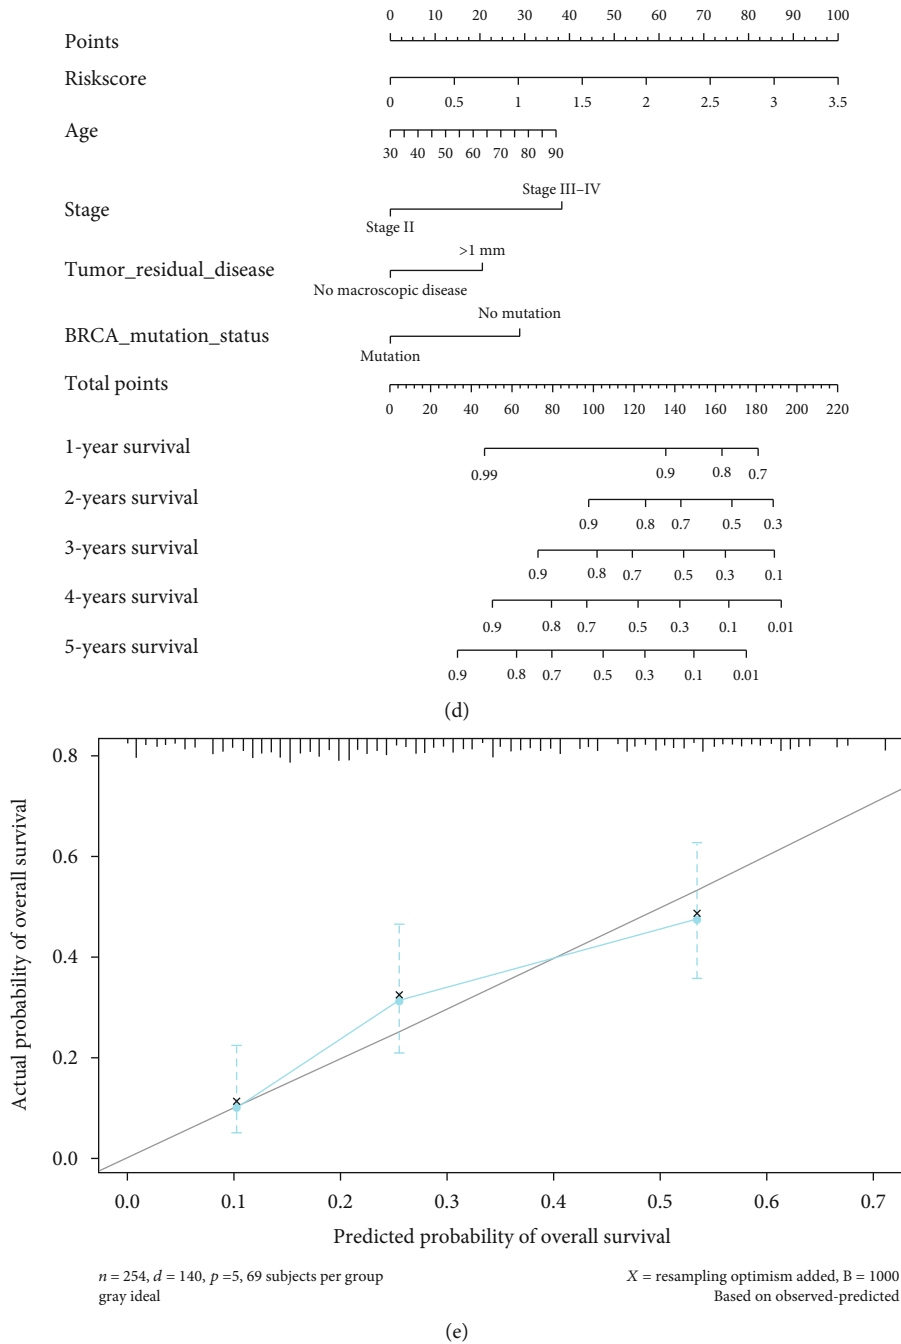 0 10 20 30 40 50 60 70 80 90 100
Points
Riskscore
0 0.5 1 1.5 2 2.5 3 3.5
Age
30 40 50 60 70 80 90
Stage III–IV
Stage
Stage II
>1 mm
Tumor_residual_disease
No macroscopic disease
No mutation
BRCA_mutation_status
Mutation
Total points
0 20 40 60 80 100 120 140 160 180 200 220
1-year survival
0.99 0.9 0.8 0.7
2-years survival
0.9 0.8 0.7 0.5 0.3
3-years survival
0.9 0.8 0.7 0.5 0.3 0.1
4-years survival
0.9 0.8 0.7 0.5 0.3 0.1 0.01
5-years survival
0.9 0.8 0.7 0.5 0.3 0.1 0.01
(d)
Actual probability of overall survival
0.8
0.6
0.4
0.2
0.0
0.0 0.1 0.2 0.3 0.4 0.5 0.6 0.7
Predicted probability of overall survival
n = 254, d = 140, p =5, 69 subjects per group
gray ideal
X = resampling optimism added, B = 1000
Based on observed-predicted
(e)